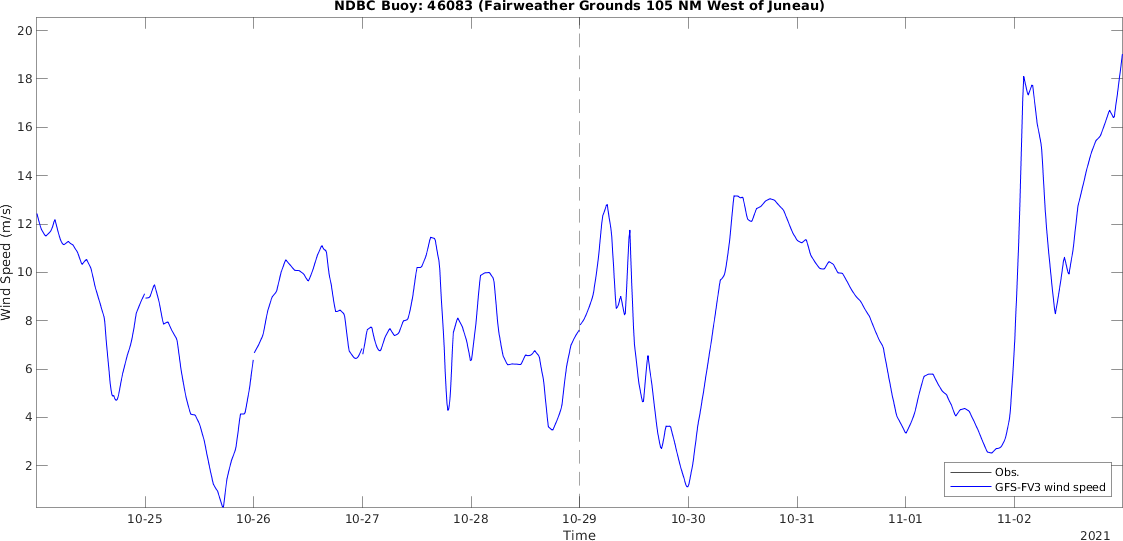 NDBC Buoy: 46083 (Fairweather Grounds 105 NM West of Juneau)
20
18
16
14
12
10
8
6
4
2
Wind Speed (m/s)
Obs.
GFS-FV3 wind speed
10-25 10-26 10-27 10-28 10-29 10-30 10-31 11-01 11-02
Time
2021